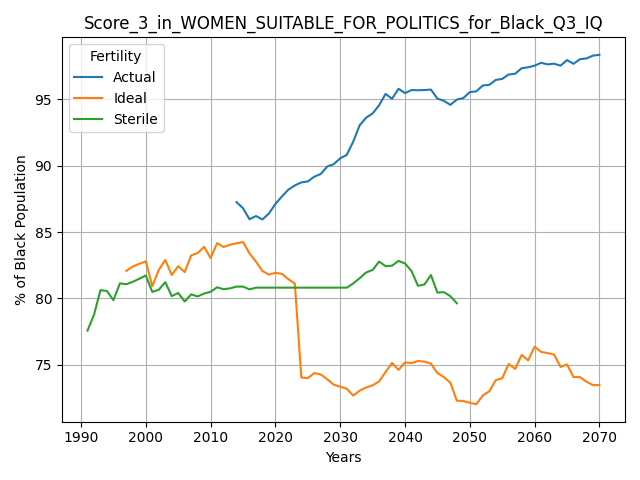 Score_3_in_WOMEN_SUITABLE_FOR_POLITICS_for_Black_Q3_IQ
Fertility
Actual
Ideal
Sterile
% of Black Population
95
90
85
80
75
1990 2000 2010 2020 2030 2040 2050 2060 2070
Years